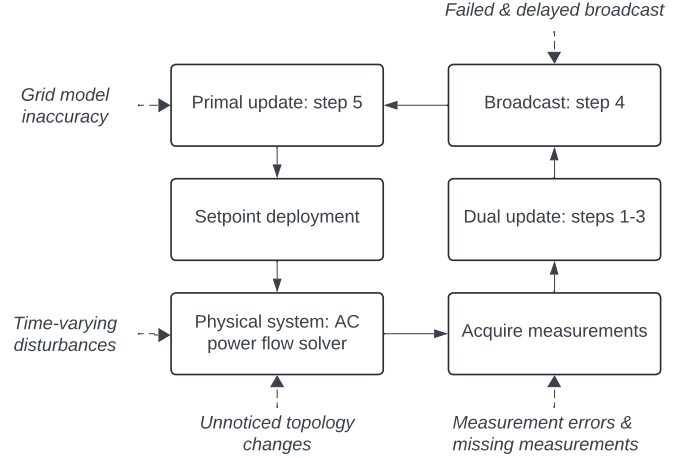 Failed & delayed broadcast
Grid model
inaccuracy
Primal update: step 5
Broadcast: step 4
Setpoint deployment
Dual update: steps 1-3
Time-varying
disturbances
Physical system: AC
power flow solver
Acquire measurements
Unnoticed topology
changes
Measurement errors &
missing measurements